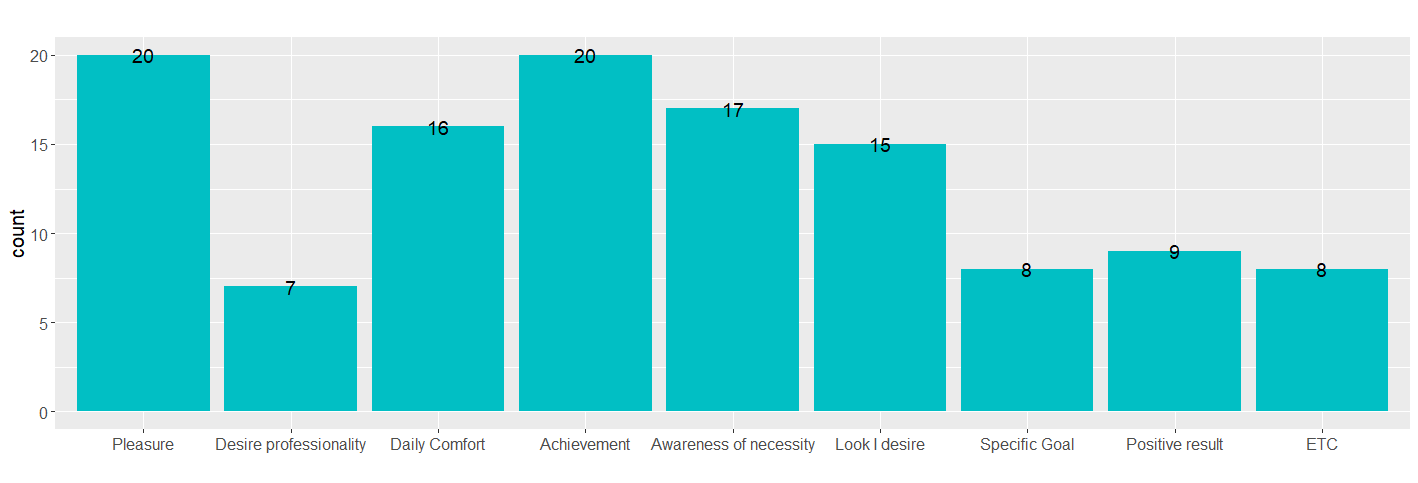 count
20
15
10
5
0
20
7
16
20
17
15
8
9
8
Pleasure
Desire professionality
Daily Comfort
Achievement
Awareness of necessity
Look I desire
Specific Goal
Positive result
ETC